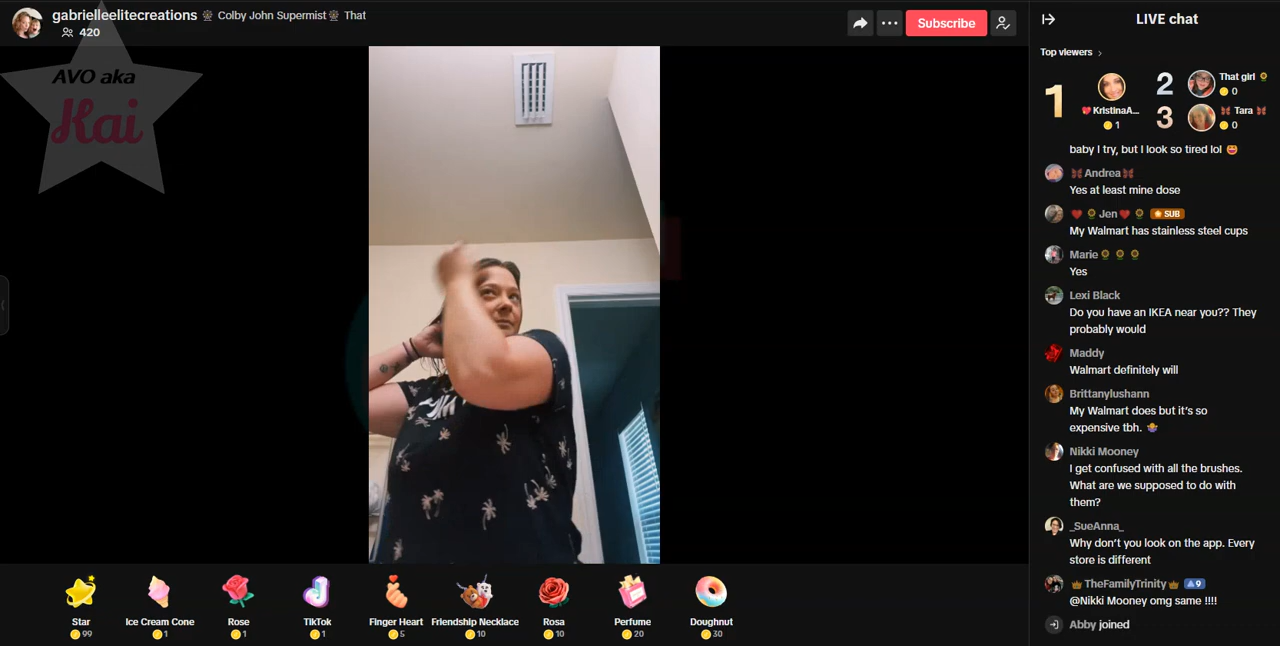 gabrielleelitecreations Colby John Supermist That
420
Subscribe
AVO aka
Kai
LIVE chat
Top viewers >
1
KristinaA...
1
2
That girl
0
3
Tara
0
baby I try, but I look so tired lol
Andrea
Yes at least mine dose
Jen SUB
My Walmart has stainless steel cups
Marie
Yes
Lexi Black
Do you have an IKEA near you?? They
probably would
Maddy
Walmart definitely will
Brittanylushann
My Walmart does but it's so
expensive tbh.
Nikki Mooney
I get confused with all the brushes.
What are we supposed to do with
them?
_SueAnna_
Why don't you look on the app. Every
store is different
TheFamilyTrinity 9
@Nikki Mooney omg same !!!!
Abby joined
Star
99
Ice Cream Cone
1
Rose
1
TikTok
1
Finger Heart
5
Friendship Necklace
10
Rosa
10
Perfume
20
Doughnut
30